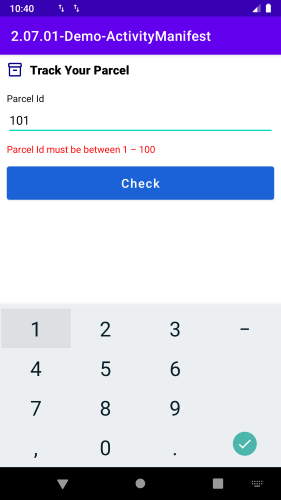 10:40
2.07.01-Demo-ActivityManifest
Track Your Parcel
Parcel Id
101
Parcel Id must be between 1 – 100
Check
1 2 3 –
4 5 6
7 8 9
, 0 .